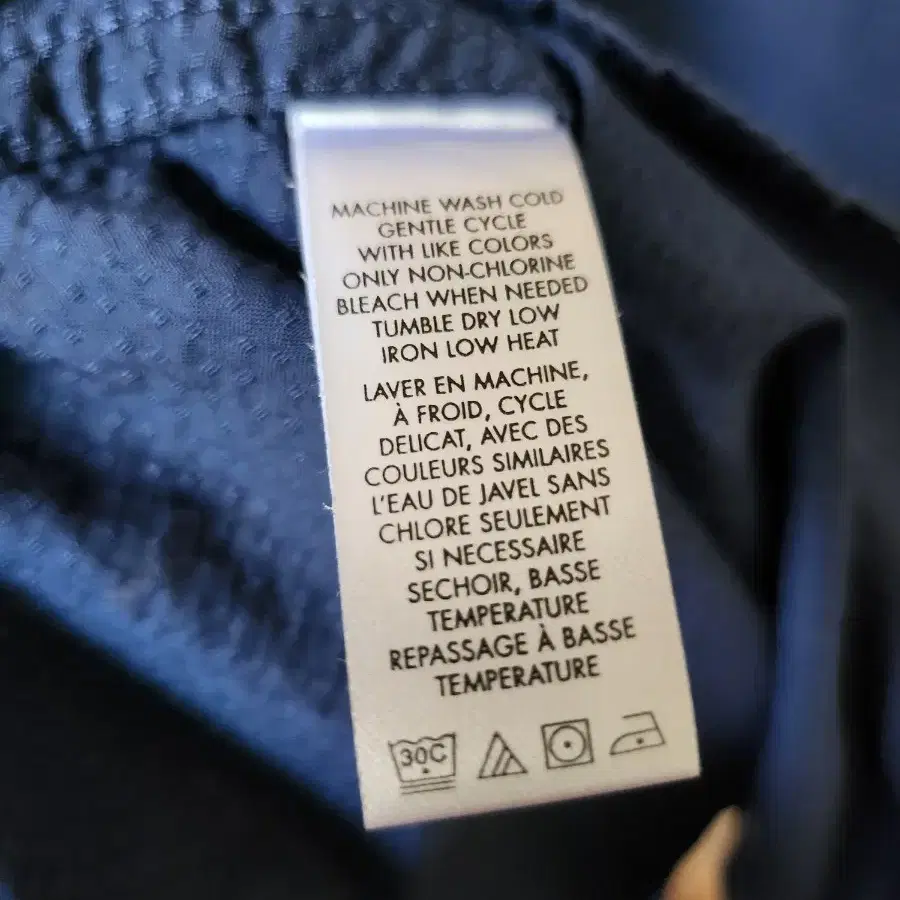 MACHINE WASH COLD
GENTLE CYCLE
WITH LIKE COLORS
ONLY NON-CHLORINE
BLEACH WHEN NEEDED
TUMBLE DRY LOW
IRON LOW HEAT
LAVER EN MACHINE,
À FROID, CYCLE
DELICAT, AVEC DES
COULEURS SIMILAIRES
L'EAU DE JAVEL SANS
CHLORE SEULEMENT
SI NECESSAIRE
SECHOIR, BASSE
TEMPERATURE
REPASSAGE À BASSE
TEMPERATURE
30C